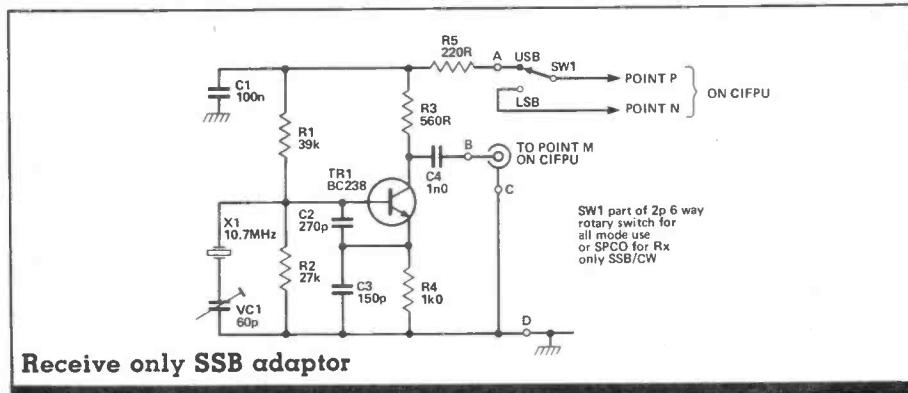 R5
220R
A
USB
SW1
POINT P
LSB
POINT N
ON CIFPU
C1
100n
R1
39k
R3
560R
B
TO POINT M
ON CIFPU
C4
1n0
C
TR1
BC238
X1
10.7MHz
C2
270p
R2
27k
C3
150p
R4
1k0
VC1
60p
SW1 part of 2p 6 way
rotary switch for
all mode use
or SPCO for Rx
only SSB/CW
D
Receive only SSB adaptor